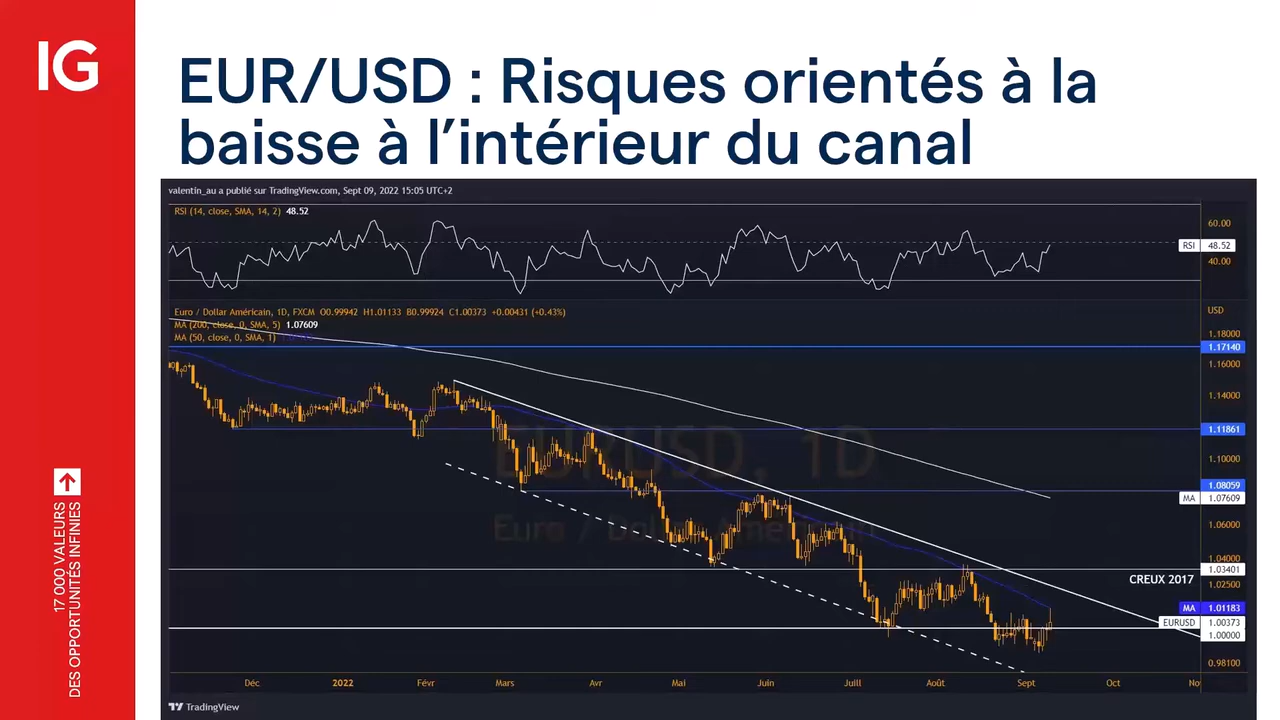 IG
EUR/USD : Risques orientés à la
baisse à l’intérieur du canal
17 000 VALEURS
DES OPPORTUNITÉS INFINIES
valentin_au a publié sur TradingView.com, Sept 09, 2022 15:05 UTC+2
RSI (14, close, SMA, 14, 2) 48.52
60.00
RSI 48.52
40.00
Euro / Dollar Américain, 1D, FXCM O0.99942 H1.01133 B0.99924 C1.00373 +0.00431 (+0.43%)
USD
MA (200, close, 0, SMA, 5) 1.07609
MA (50, close, 0, SMA, 1)
1.18000
1.17140
1.16000
1.14000
1.11861
EURUSD, 1D
1.10000
1.08059
MA 1.07609
Euro / Dollar Américain
1.06000
1.04000
1.03401
CREUX 2017
1.02500
MA 1.01183
EURUSD 1.00373
1.00000
0.98100
Déc 2022 Févr Mars Avr Mai Juin Juill Août Sept Oct No
TradingView